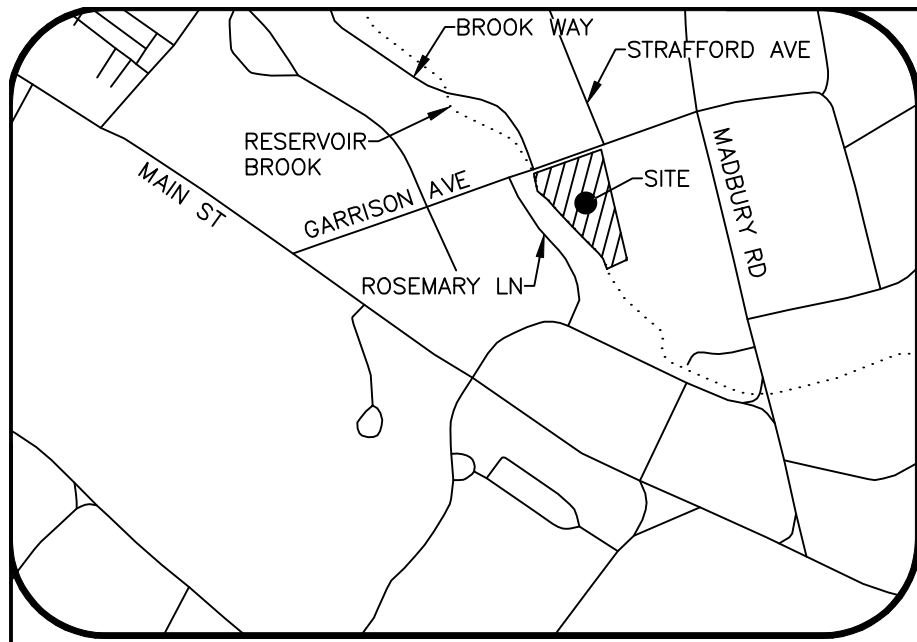 BROOK WAY
STRAFFORD AVE
RESERVOIR
BROOK
MAIN ST
GARRISON AVE
SITE
MADBURY RD
ROSEMARY LN